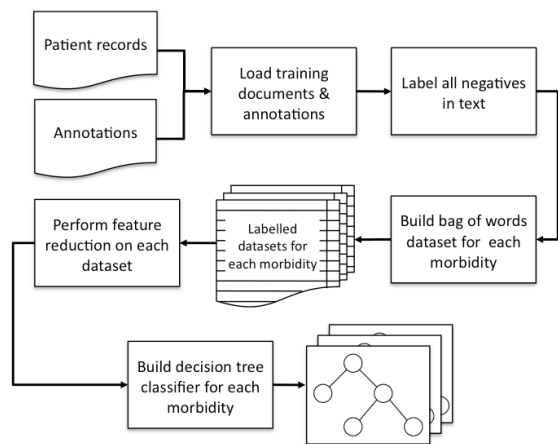 Patient records
Annotations
Load training
documents &
annotations
Label all negatives
in text
Build bag of words
dataset for each
morbidity
Labelled
datasets for
each morbidity
Perform feature
reduction on each
dataset
Build decision tree
classifier for each
morbidity